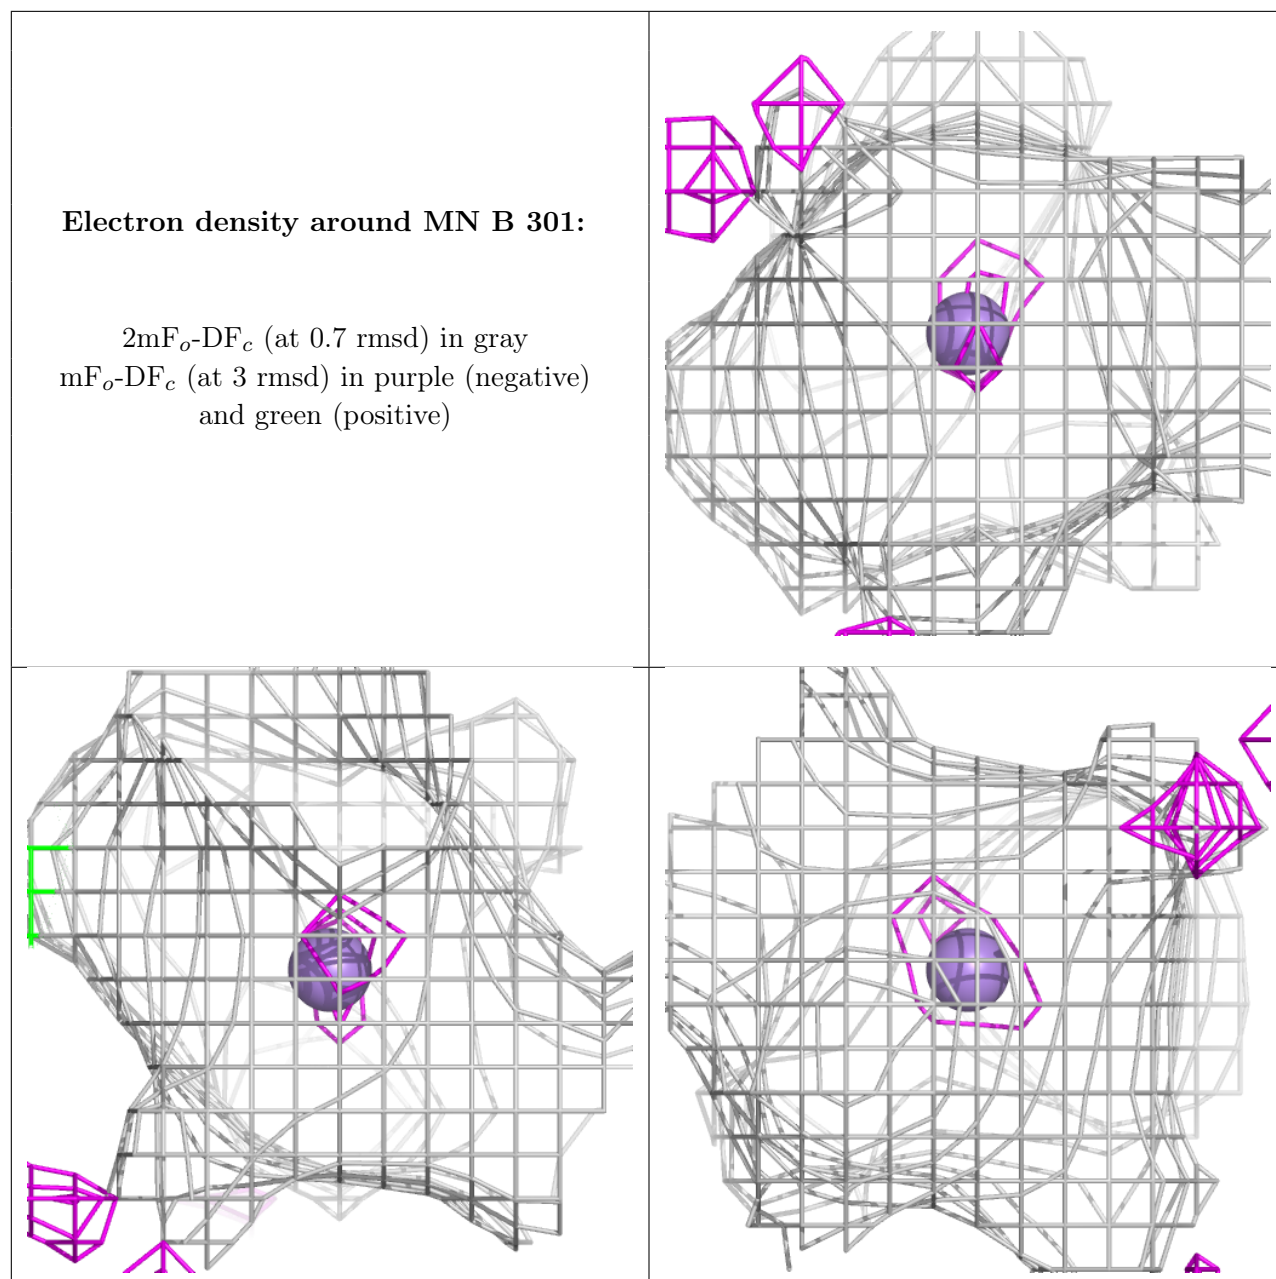 Electron density around MN B 301:
2mFo-DFc (at 0.7 rmsd) in gray
mFo-DFc (at 3 rmsd) in purple (negative)
and green (positive)